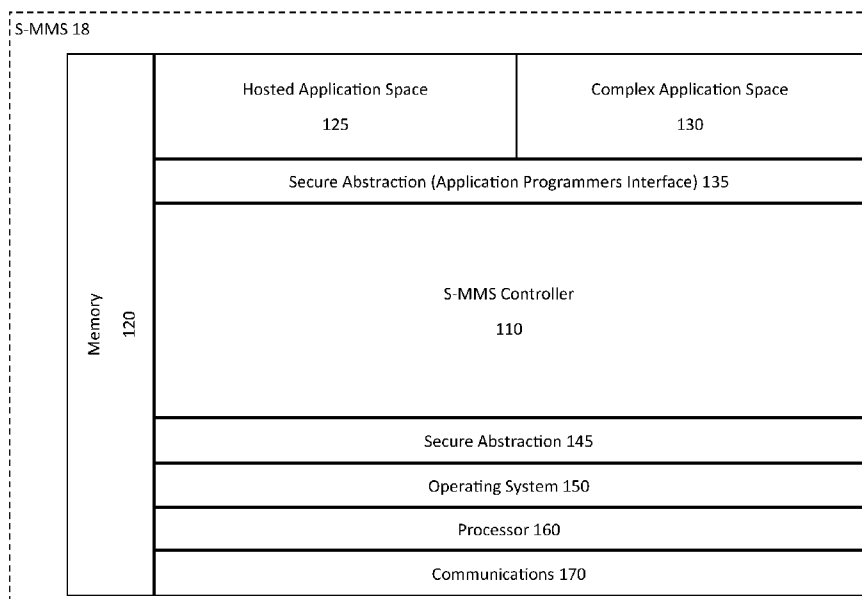 S-MMS 18
Hosted Application Space
125
Complex Application Space
130
Secure Abstraction (Application Programmers Interface) 135
S-MMS Controller
110
Memory
120
Secure Abstraction 145
Operating System 150
Processor 160
Communications 170